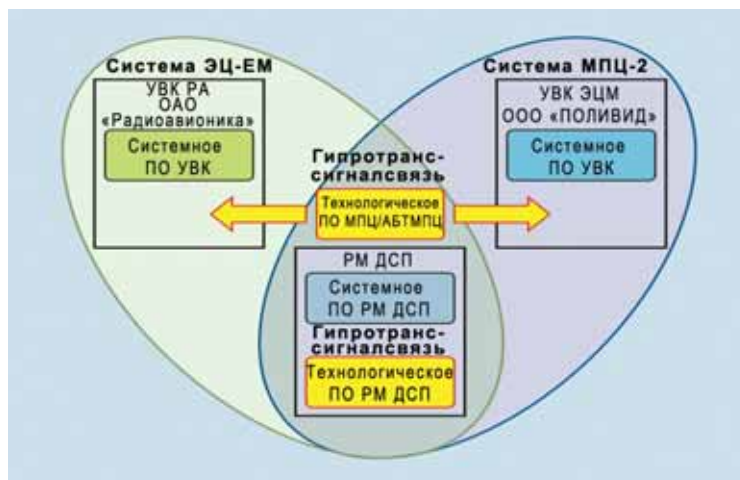 Система ЭЦ-ЕМ
УВК РА
ОАО
«Радиоавионика»
Системное
ПО УВК
Система МПЦ-2
УВК ЭЦМ
ООО «ПОЛИВИД»
Системное
ПО УВК
Гипротранс-
сигналсвязь
Технологическое
ПО МПЦ/АБТМПЦ
РМ ДСП
Системное
ПО РМ ДСП
Гипротранс-
сигналсвязь
Технологическое
ПО РМ ДСП